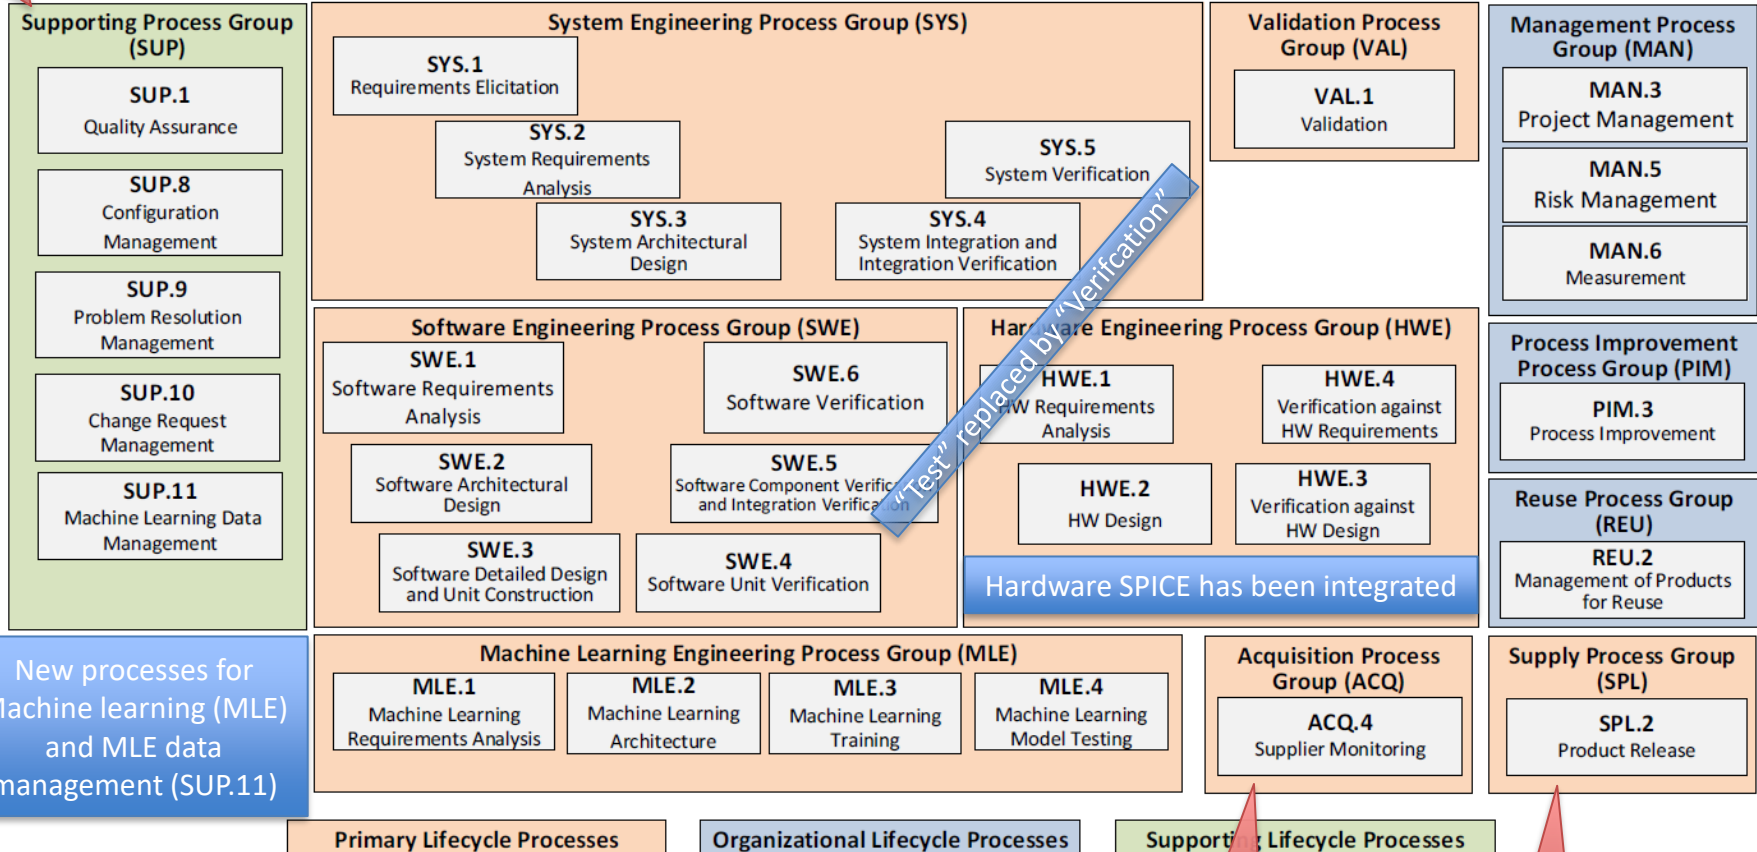 Supporting Process Group
(SUP)
SUP.1
Quality Assurance
SUP.8
Configuration
Management
SUP.9
Problem Resolution
Management
SUP.10
Change Request
Management
SUP.11
Machine Learning Data
Management
System Engineering Process Group (SYS)
SYS.1
Requirements Elicitation
SYS.2
System Requirements
Analysis
SYS.3
System Architectural
Design
SYS.4
System Integration and
Integration Verification
SYS.5
System Verification
Validation Process
Group (VAL)
VAL.1
Validation
Management Process
Group (MAN)
MAN.3
Project Management
MAN.5
Risk Management
MAN.6
Measurement
Software Engineering Process Group (SWE)
SWE.1
Software Requirements
Analysis
SWE.2
Software Architectural
Design
SWE.3
Software Detailed Design
and Unit Construction
SWE.4
Software Unit Verification
SWE.5
Software Component Verific
and Integration Verification
SWE.6
Software Verification
"Test" replaced by "Verifcation"
Hardware Engineering Process Group (HWE)
HWE.1
HW Requirements
Analysis
HWE.2
HW Design
HWE.3
Verification against
HW Design
HWE.4
Verification against
HW Requirements
Hardware SPICE has been integrated
Process Improvement
Process Group (PIM)
PIM.3
Process Improvement
Reuse Process Group
(REU)
REU.2
Management of Products
for Reuse
New processes for
Machine learning (MLE)
and MLE data
management (SUP.11)
Machine Learning Engineering Process Group (MLE)
MLE.1
Machine Learning
Requirements Analysis
MLE.2
Machine Learning
Architecture
MLE.3
Machine Learning
Training
MLE.4
Machine Learning
Model Testing
Acquisition Process
Group (ACQ)
ACQ.4
Supplier Monitoring
Supply Process Group
(SPL)
SPL.2
Product Release
Primary Lifecycle Processes
Organizational Lifecycle Processes
Supporting Lifecycle Processes